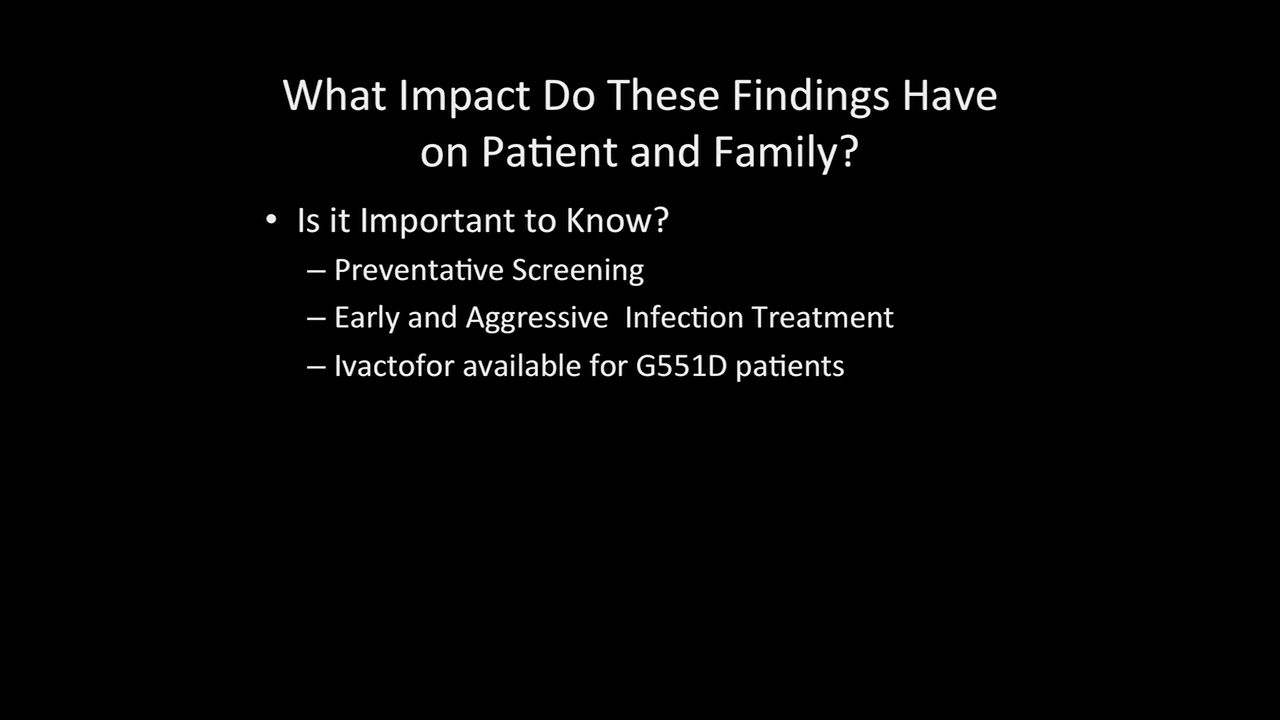 What Impact Do These Findings Have
on Patient and Family?
• Is it Important to Know?
– Preventative Screening
– Early and Aggressive  Infection Treatment
– Ivactofor available for G551D patients